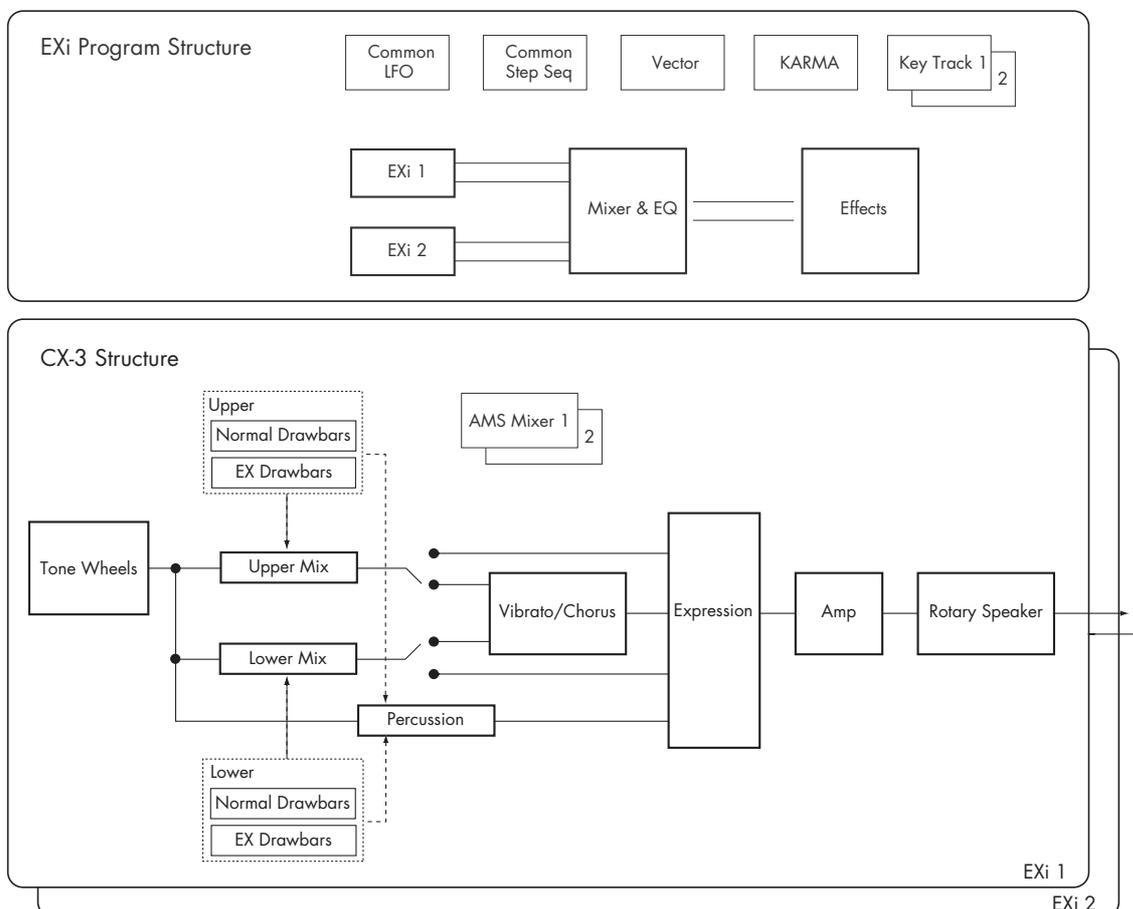 EXi Program Structure
Common
LFO
Common
Step Seq
Vector
KARMA
Key Track 1
2
EXi 1
EXi 2
Mixer & EQ
Effects
CX-3 Structure
Upper
Normal Drawbars
EX Drawbars
AMS Mixer 1
2
Tone Wheels
Upper Mix
Lower Mix
Vibrato/Chorus
Expression
Amp
Rotary Speaker
Percussion
Lower
Normal Drawbars
EX Drawbars
EXi 1
EXi 2